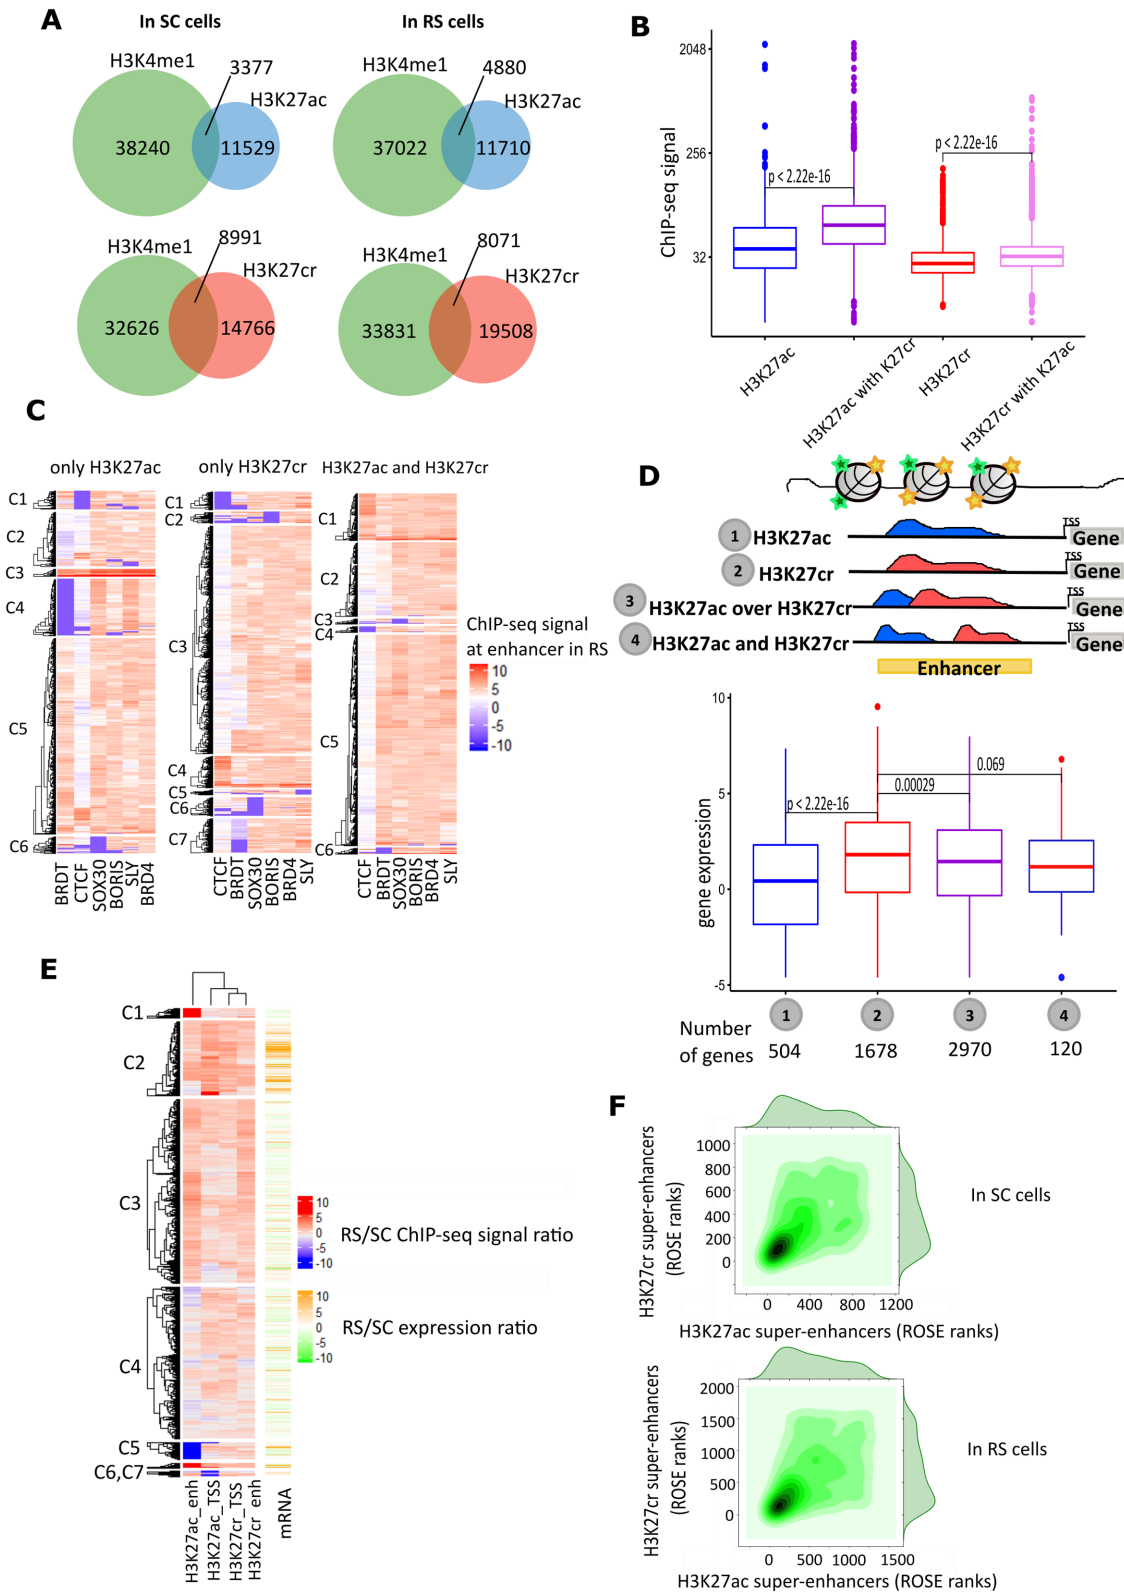 A
In SC cells
In RS cells
H3K4me1
3377
H3K27ac
38240
11529
H3K4me1
4880
H3K27ac
37022
11710
H3K4me1
8991
H3K27cr
32626
14766
H3K4me1
8071
H3K27cr
33831
19508
B
ChIP-seq signal
2048
256
32
p < 2.22e-16
p < 2.22e-16
H3K27ac
H3K27ac with K27cr
H3K27cr
H3K27cr with K27ac
C
only H3K27ac
only H3K27cr
H3K27ac and H3K27cr
C1
C2
C3
C4
C5
C6
BRDT
CTCF
SOX30
BORIS
SLY
BRD4
C1
C2
C3
C4
C5
C6
C7
CTCF
BRDT
SOX30
BORIS
BRD4
SLY
C1
C2
C3
C4
C5
C6
CTCF
BRDT
SOX30
BORIS
BRD4
SLY
ChIP-seq signal
at enhancer in RS
10
5
0
-5
-10
D
1 H3K27ac
TSS
Gene
2 H3K27cr
TSS
Gene
3 H3K27ac over H3K27cr
TSS
Gene
4 H3K27ac and H3K27cr
TSS
Gene
Enhancer
gene expression
10
5
0
-5
p < 2.22e-16
0.00029
0.069
1
2
3
4
Number
of genes
504
1678
2970
120
E
C1
C2
C3
C4
C5
C6,C7
H3K27ac_enh
H3K27ac_TSS
H3K27cr_TSS
H3K27cr_enh
mRNA
10
5
0
-5
-10
RS/SC ChIP-seq signal ratio
10
5
0
-5
-10
RS/SC expression ratio
F
H3K27cr super-enhancers
(ROSE ranks)
1000
800
600
400
200
0
0
400
800
1200
H3K27ac super-enhancers (ROSE ranks)
In SC cells
H3K27cr super-enhancers
(ROSE ranks)
2000
1500
1000
500
0
0
500
1000
1500
H3K27ac super-enhancers (ROSE ranks)
In RS cells